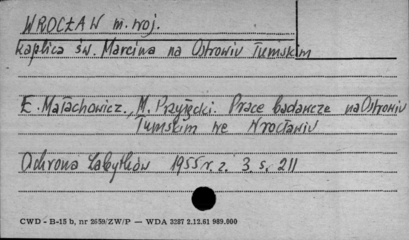 WROCŁAW m. woj.
kaplica św. Marcina na Ostrowiu Tumskim
E. Małachowicz., M. Przyłęcki. Prace badawcze na Ostrowiu
Tumskim we Wrocławiu
Ochrona Zabytków 1955 r. z. 3. s. 211
CWD - B-15 b, nr 2659/ZW/P — WDA 3287 2.12.61 989.000